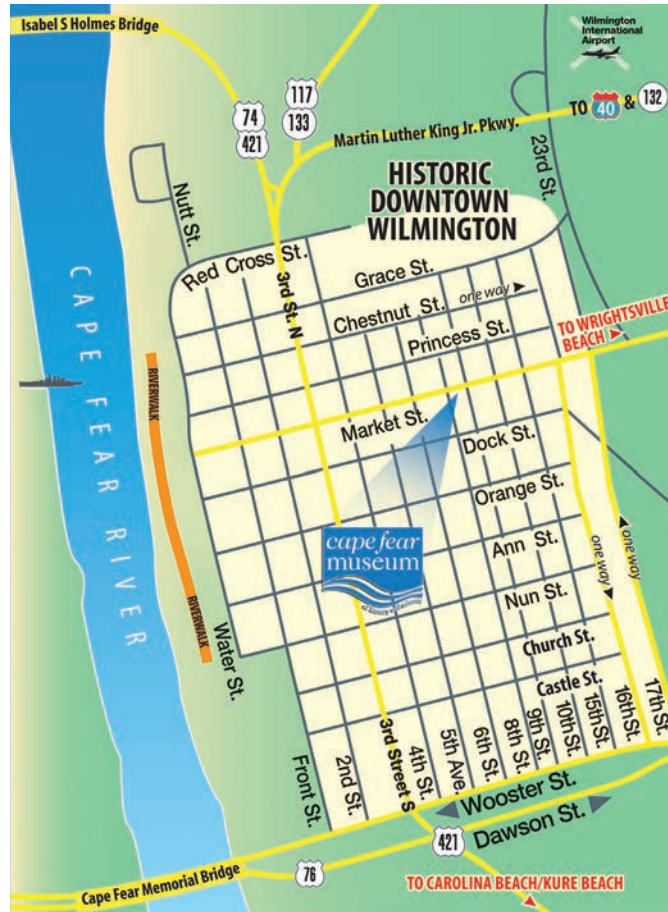 Isabel S Holmes Bridge
Wilmington
International
Airport
117
74
133
421
Martin Luther King Jr. Pkwy.
TO 40 & 132
23rd St.
HISTORIC
DOWNTOWN
WILMINGTON
Nutt St.
Red Cross St.
3rd St. N
Grace St.
Chestnut St.
one way
Princess St.
TO WRIGHTSVILLE
BEACH
CAPE FEAR RIVER
RIVERWALK
Market St.
Dock St.
Orange St.
cape fear
museum
Ann St.
one way
one way
Nun St.
RIVERWALK
Water St.
Church St.
Castle St.
Front St.
2nd St.
3rd Street S
4th St.
5th Ave.
6th St.
8th St.
9th St.
10th St.
15th St.
16th St.
17th St.
Wooster St.
Dawson St.
421
76
Cape Fear Memorial Bridge
TO CAROLINA BEACH/KURE BEACH